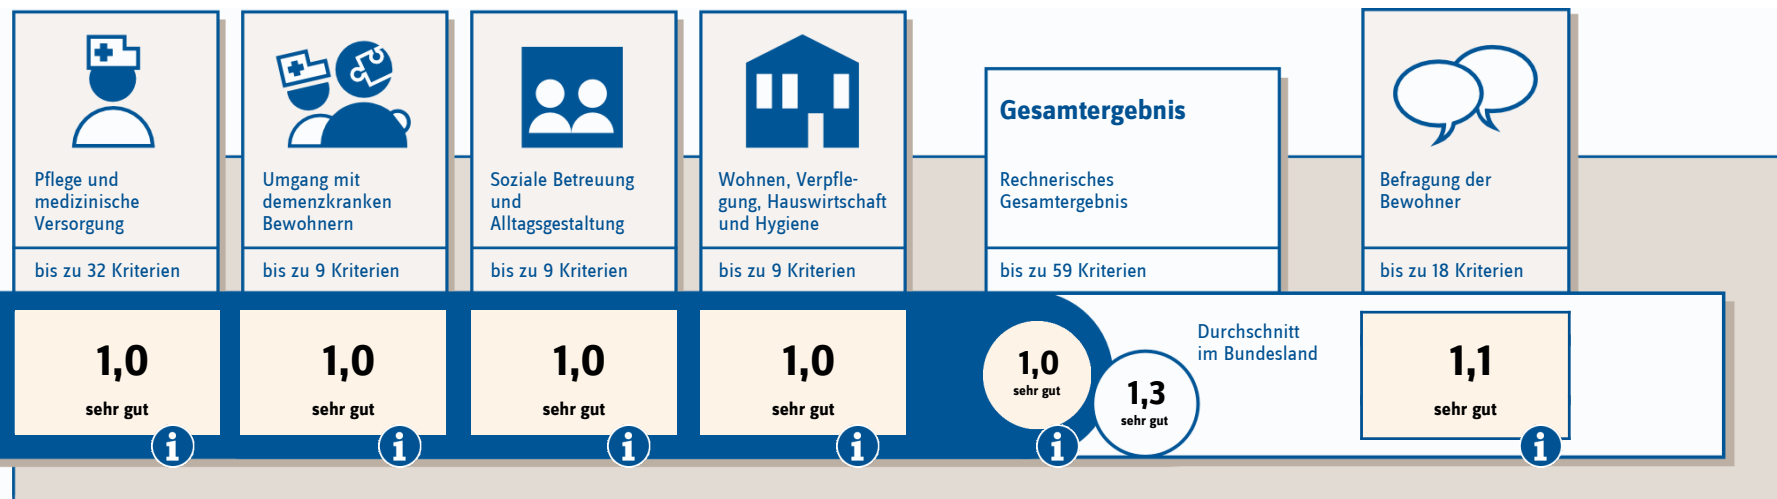 Pflege und
medizinische
Versorgung
bis zu 32 Kriterien
1,0
sehr gut
i
Umgang mit
demenzkranken
Bewohnern
bis zu 9 Kriterien
1,0
sehr gut
i
Soziale Betreuung
und
Alltagsgestaltung
bis zu 9 Kriterien
1,0
sehr gut
i
Wohnen, Verpfle-
gung, Hauswirtschaft
und Hygiene
bis zu 9 Kriterien
1,0
sehr gut
i
Gesamtergebnis
Rechnerisches
Gesamtergebnis
bis zu 59 Kriterien
1,0
sehr gut
i
1,3
sehr gut
Durchschnitt
im Bundesland
Befragung der
Bewohner
bis zu 18 Kriterien
1,1
sehr gut
i